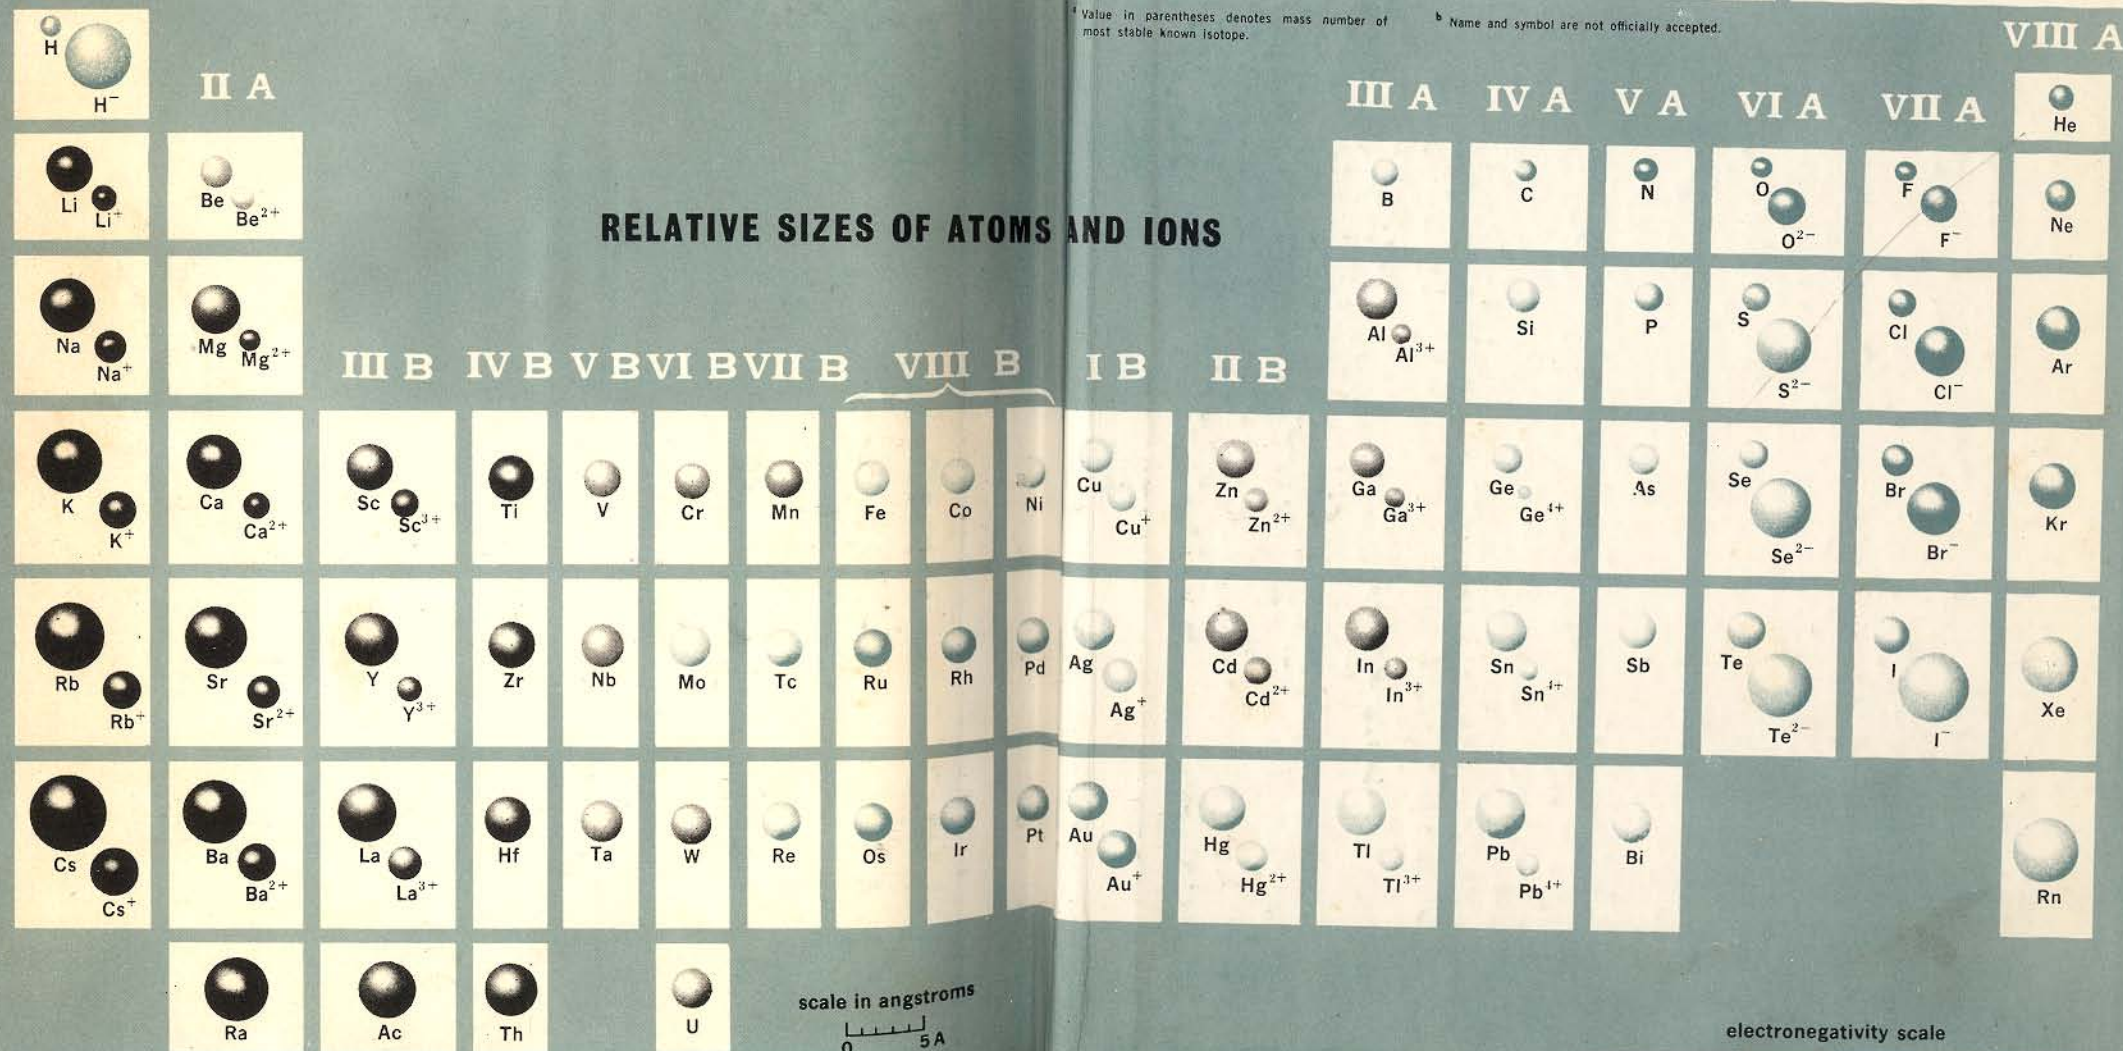 ᵃ Value in parentheses denotes mass number of
most stable known isotope.
ᵇ Name and symbol are not officially accepted.
VIII A
H
H⁻
II A
III A IV A V A VI A VII A
He
Li Li⁺
Be Be²⁺
RELATIVE SIZES OF ATOMS AND IONS
B
C
N
O O²⁻
F F⁻
Ne
Na Na⁺
Mg Mg²⁺
Al Al³⁺
Si
P
S S²⁻
Cl Cl⁻
Ar
III B IV B V B VI B VII B VIII B I B II B
K K⁺
Ca Ca²⁺
Sc Sc³⁺
Ti
V
Cr
Mn
Fe
Co
Ni
Cu Cu⁺
Zn Zn²⁺
Ga Ga³⁺
Ge Ge⁴⁺
As
Se Se²⁻
Br Br⁻
Kr
Rb Rb⁺
Sr Sr²⁺
Y Y³⁺
Zr
Nb
Mo
Tc
Ru
Rh
Pd
Ag Ag⁺
Cd Cd²⁺
In In³⁺
Sn Sn⁴⁺
Sb
Te Te²⁻
I I⁻
Xe
Cs Cs⁺
Ba Ba²⁺
La La³⁺
Hf
Ta
W
Re
Os
Ir
Pt
Au Au⁺
Hg Hg²⁺
Tl Tl³⁺
Pb Pb⁴⁺
Bi
Rn
Ra
Ac
Th
U
scale in angstroms
0 5 A
electronegativity scale